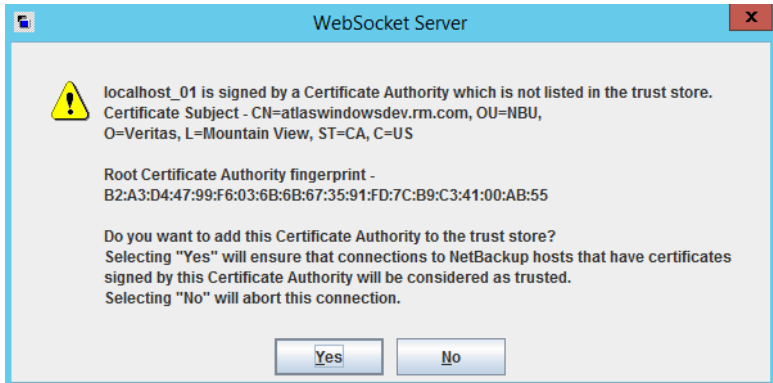 WebSocket Server
x
localhost_01 is signed by a Certificate Authority which is not listed in the trust store.
Certificate Subject - CN=atlaswindowsdev.rm.com, OU=NBU,
O=Veritas, L=Mountain View, ST=CA, C=US
Root Certificate Authority fingerprint -
B2:A3:D4:47:99:F6:03:6B:6B:67:35:91:FD:7C:B9:C3:41:00:AB:55
Do you want to add this Certificate Authority to the trust store?
Selecting "Yes" will ensure that connections to NetBackup hosts that have certificates
signed by this Certificate Authority will be considered as trusted.
Selecting "No" will abort this connection.
Yes No